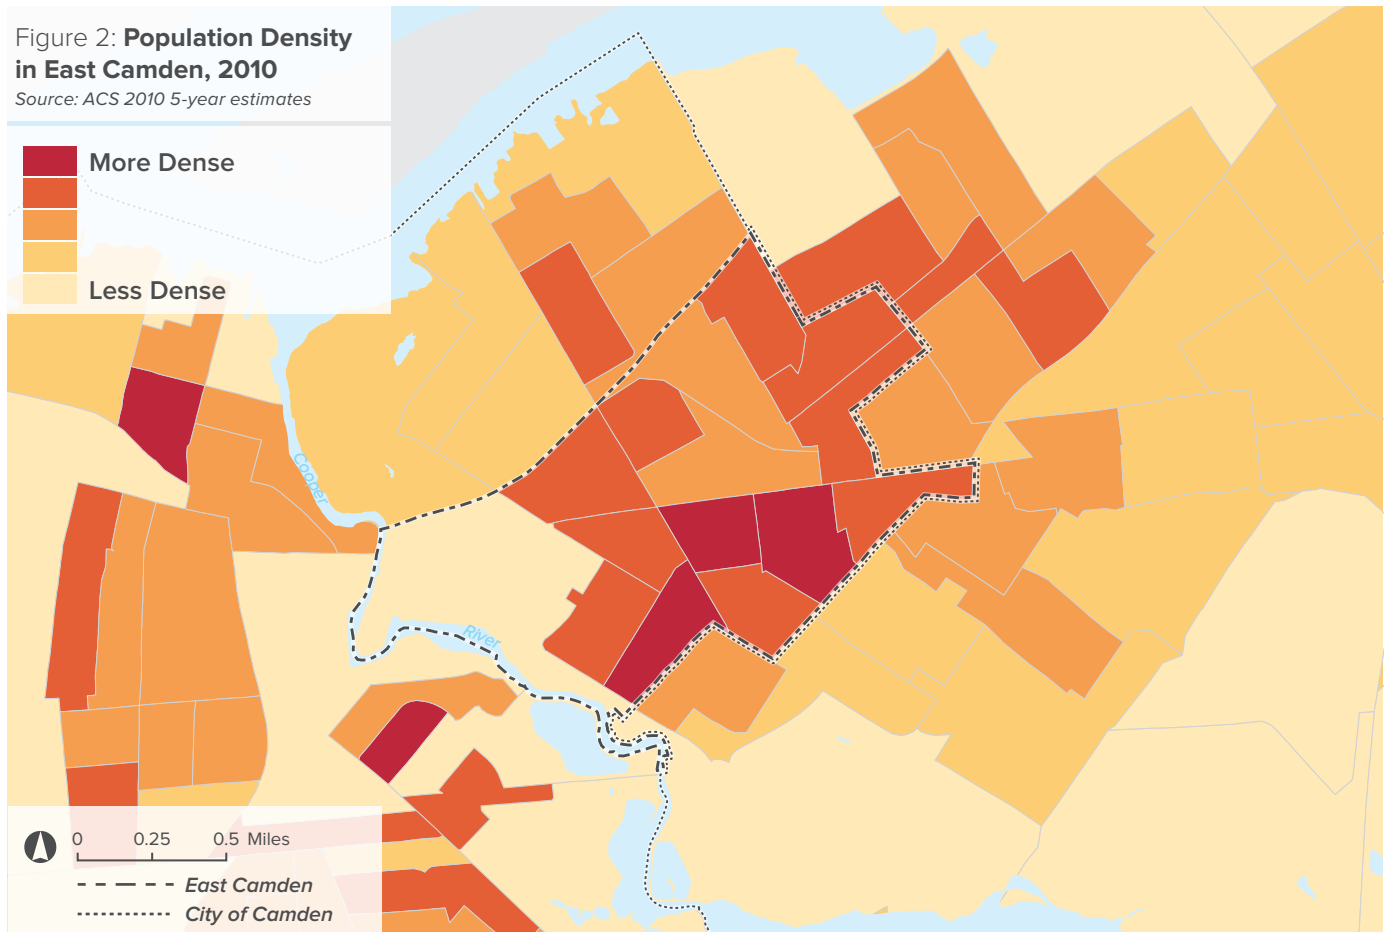 Figure 2: Population Density
in East Camden, 2010
Source: ACS 2010 5-year estimates
More Dense
Less Dense
Cooper
River
0 0.25 0.5 Miles
East Camden
City of Camden